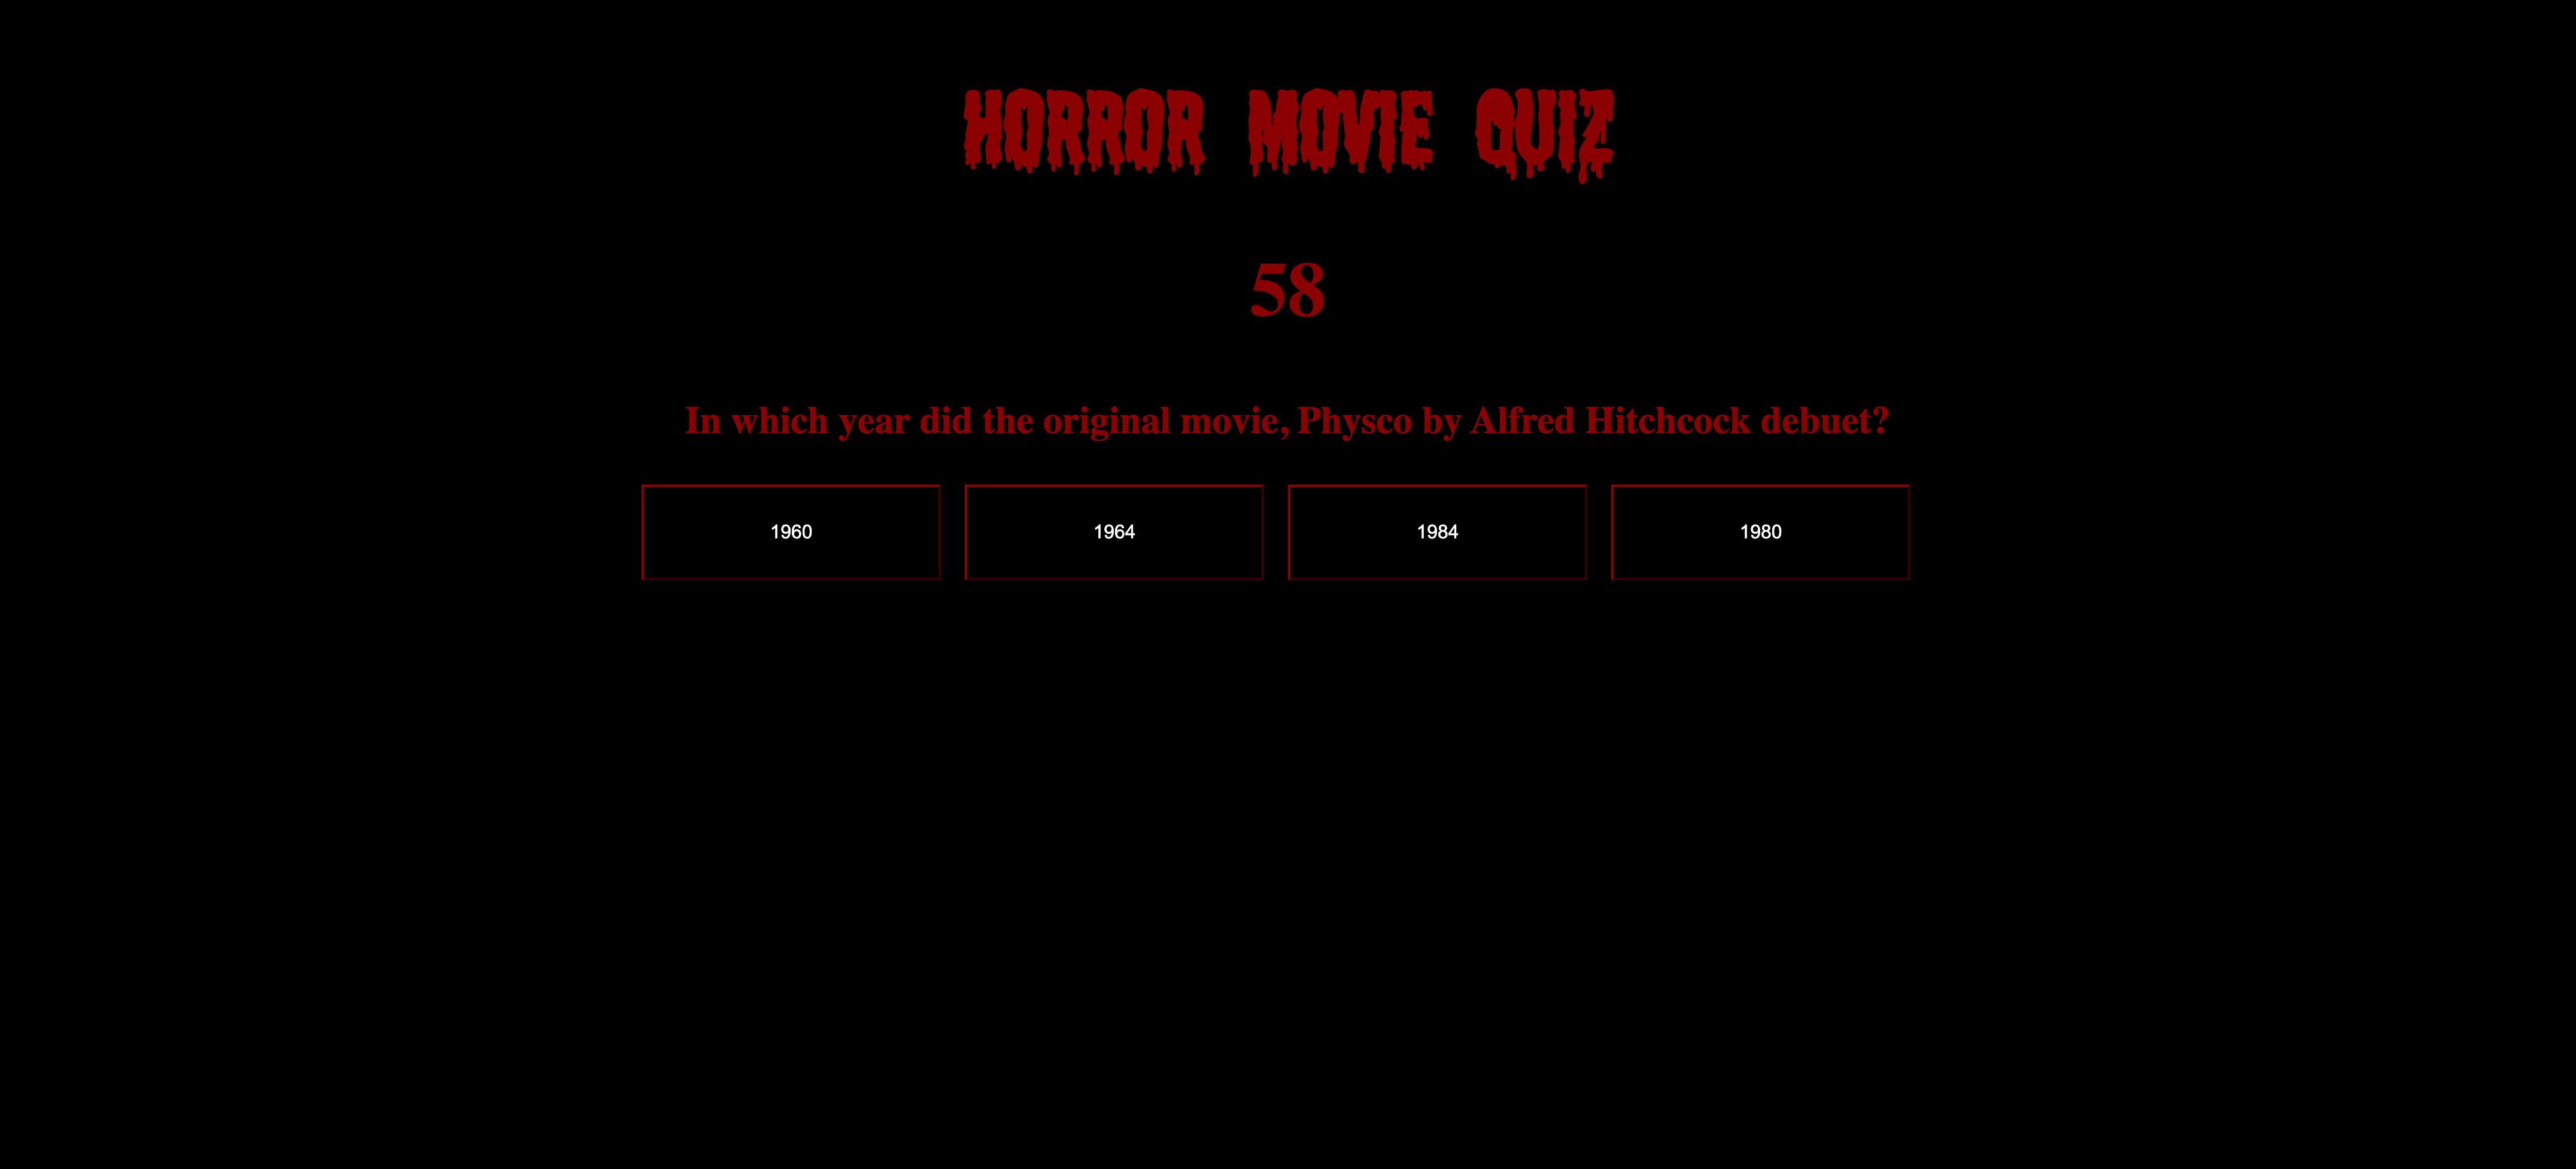 HORROR MOVIE QUIZ
58
In which year did the original movie, Physco by Alfred Hitchcock debuet?
1960 1964 1984 1980